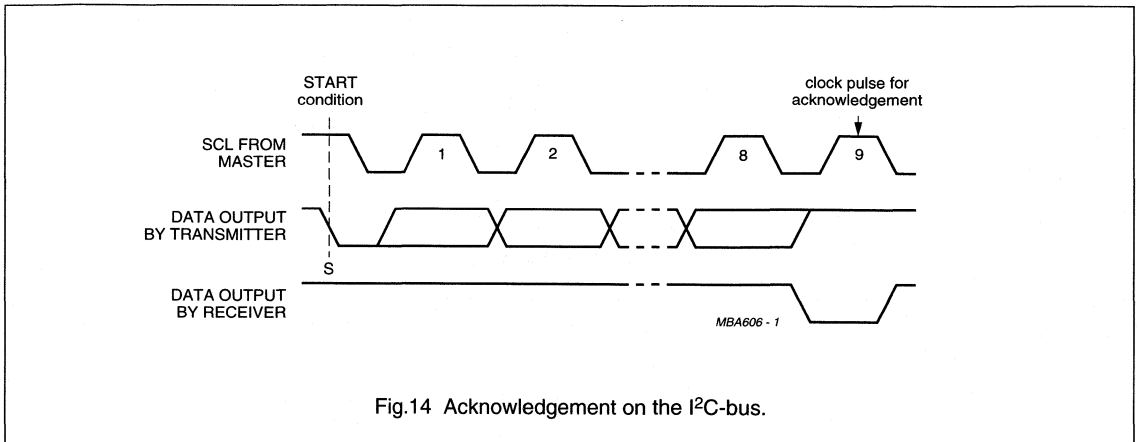 START
condition
clock pulse for
acknowledgement
SCL FROM
MASTER
1
2
8
9
DATA OUTPUT
BY TRANSMITTER
S
DATA OUTPUT
BY RECEIVER
MBA606 - 1
Fig.14 Acknowledgement on the I²C-bus.